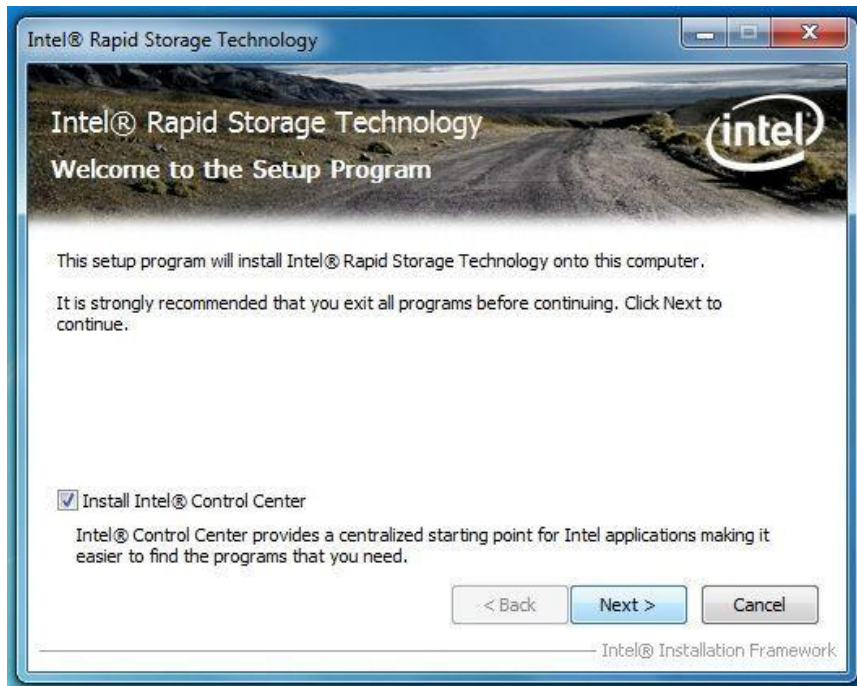 Intel® Rapid Storage Technology
Intel® Rapid Storage Technology
intel
Welcome to the Setup Program
This setup program will install Intel® Rapid Storage Technology onto this computer.
It is strongly recommended that you exit all programs before continuing. Click Next to
continue.
Install Intel® Control Center
Intel® Control Center provides a centralized starting point for Intel applications making it
easier to find the programs that you need.
< Back Next > Cancel
Intel® Installation Framework